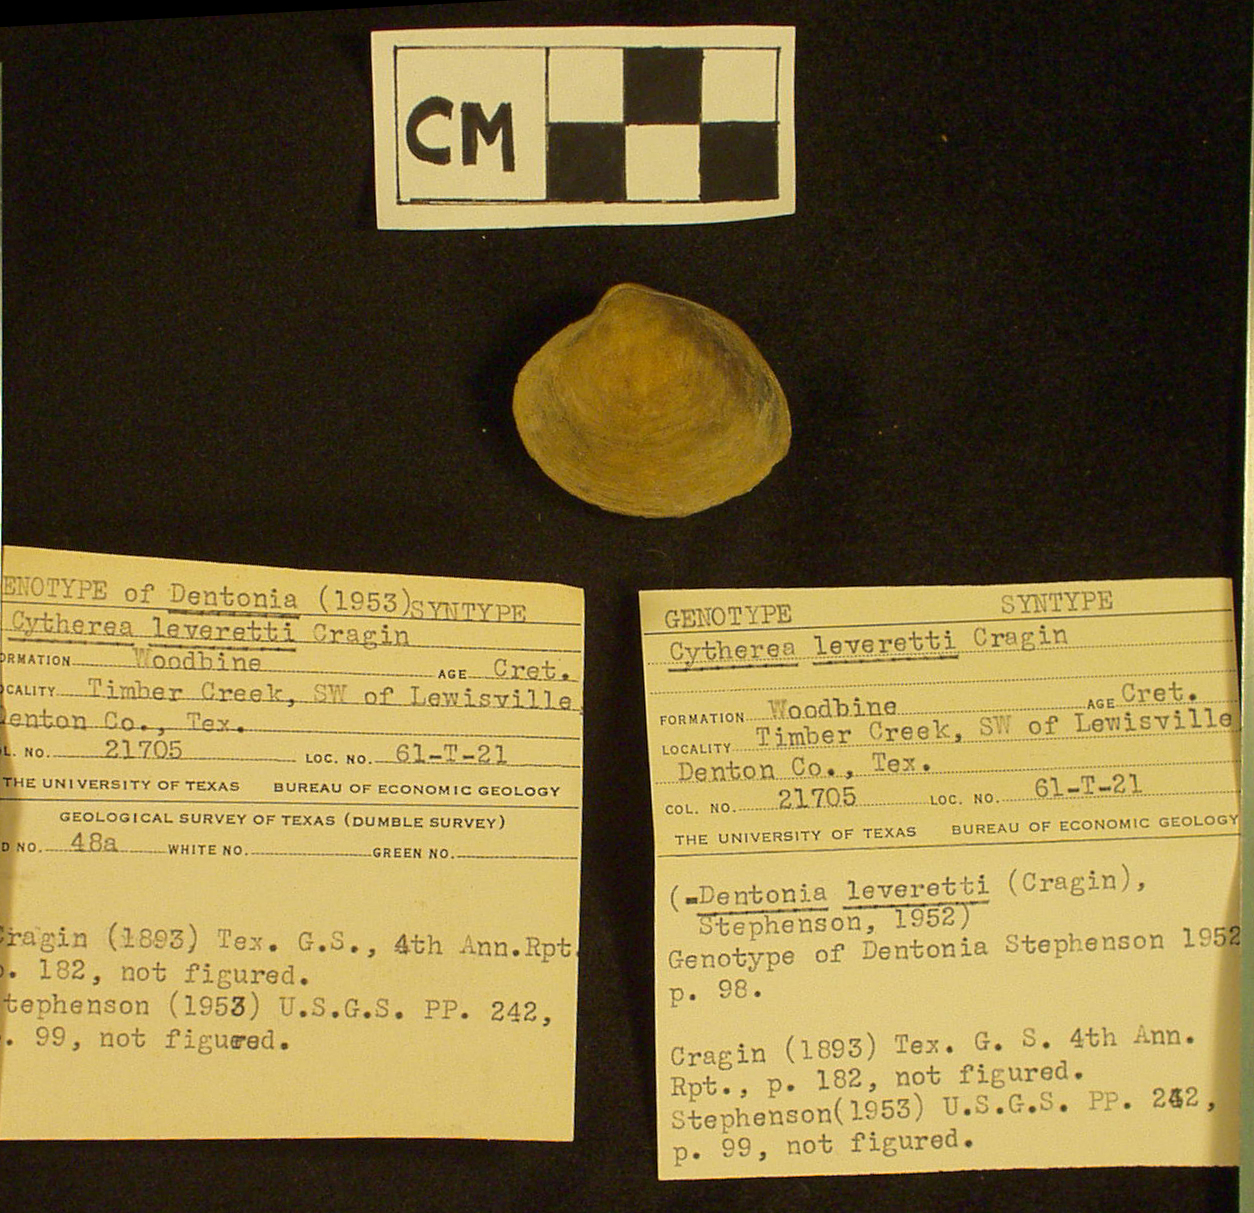 CM
ENOTYPE of Dentonia (1953) SYNTYPE
Cytherea leveretti Cragin
ORMATION Woodbine AGE Cret.
OCALITY Timber Creek, SW of Lewisville,
Denton Co., Tex.
L. NO. 21705 LOC. NO. 61-T-21
THE UNIVERSITY OF TEXAS BUREAU OF ECONOMIC GEOLOGY
GEOLOGICAL SURVEY OF TEXAS (DUMBLE SURVEY)
D NO. 48a WHITE NO. GREEN NO.
Cragin (1893) Tex. G.S., 4th Ann.Rpt.
p. 182, not figured.
tephenson (1953) U.S.G.S. PP. 242,
. 99, not figured.
GENOTYPE SYNTYPE
Cytherea leveretti Cragin
FORMATION Woodbine AGE Cret.
LOCALITY Timber Creek, SW of Lewisville
Denton Co., Tex.
COL. NO. 21705 LOC. NO. 61-T-21
THE UNIVERSITY OF TEXAS BUREAU OF ECONOMIC GEOLOGY
(=Dentonia leveretti (Cragin),
Stephenson, 1952)
Genotype of Dentonia Stephenson 1952
p. 98.
Cragin (1893) Tex. G. S. 4th Ann.
Rpt., p. 182, not figured.
Stephenson(1953) U.S.G.S. PP. 242,
p. 99, not figured.